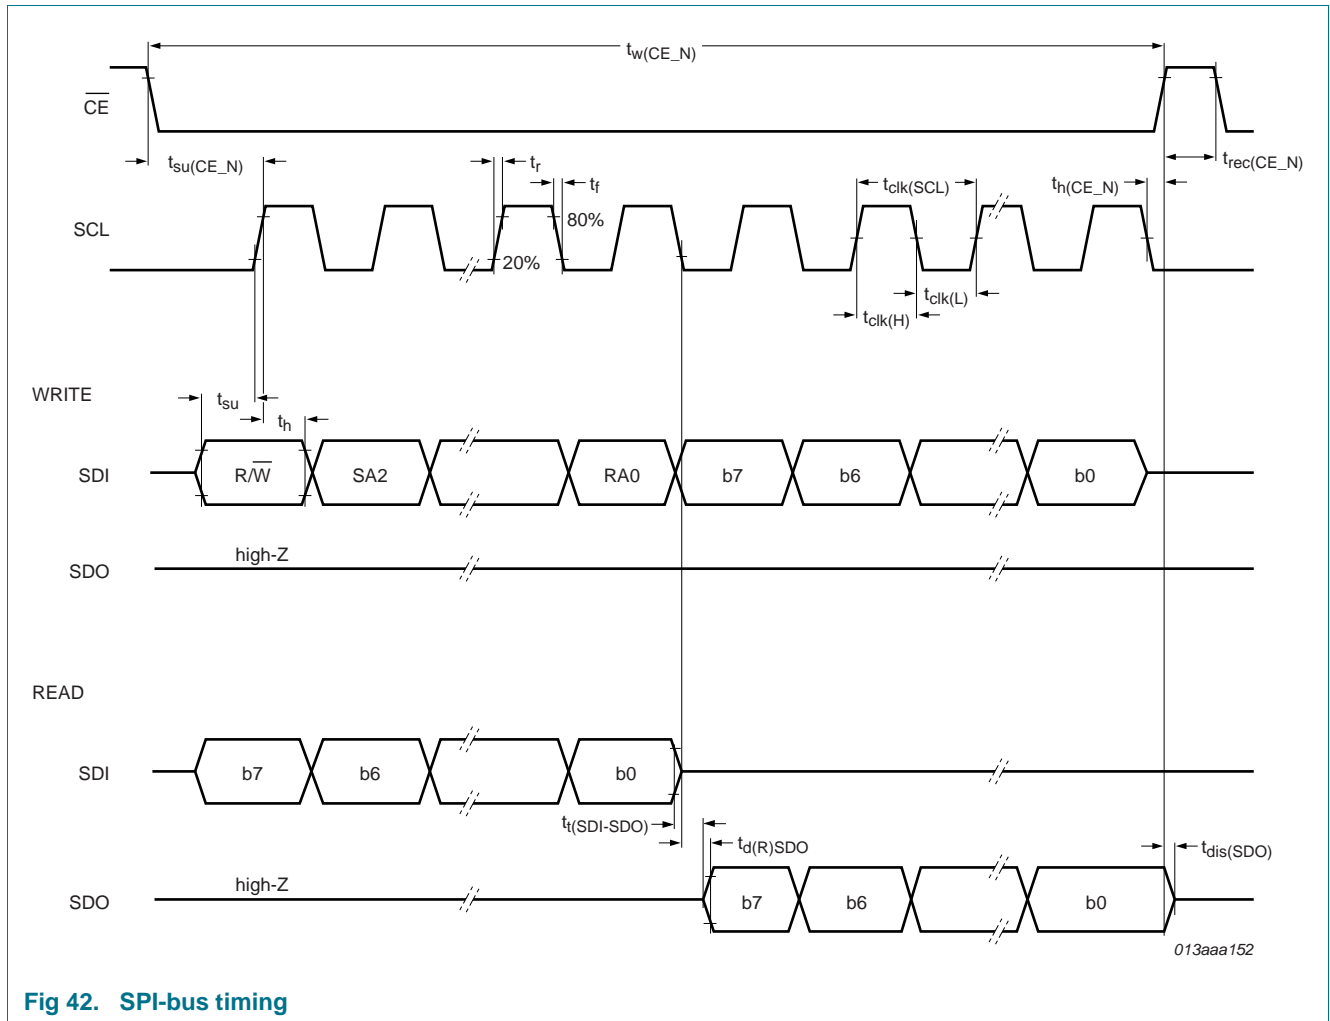 tw(CE_N)
CE
tsu(CE_N)
tr
trec(CE_N)
tf
tclk(SCL)
th(CE_N)
SCL
80%
20%
tclk(L)
tclk(H)
WRITE
tsu
th
SDI
R/W
SA2
RA0
b7
b6
b0
high-Z
SDO
READ
SDI
b7
b6
b0
tt(SDI-SDO)
td(R)SDO
tdis(SDO)
high-Z
SDO
b7
b6
b0
013aaa152
Fig 42. SPI-bus timing